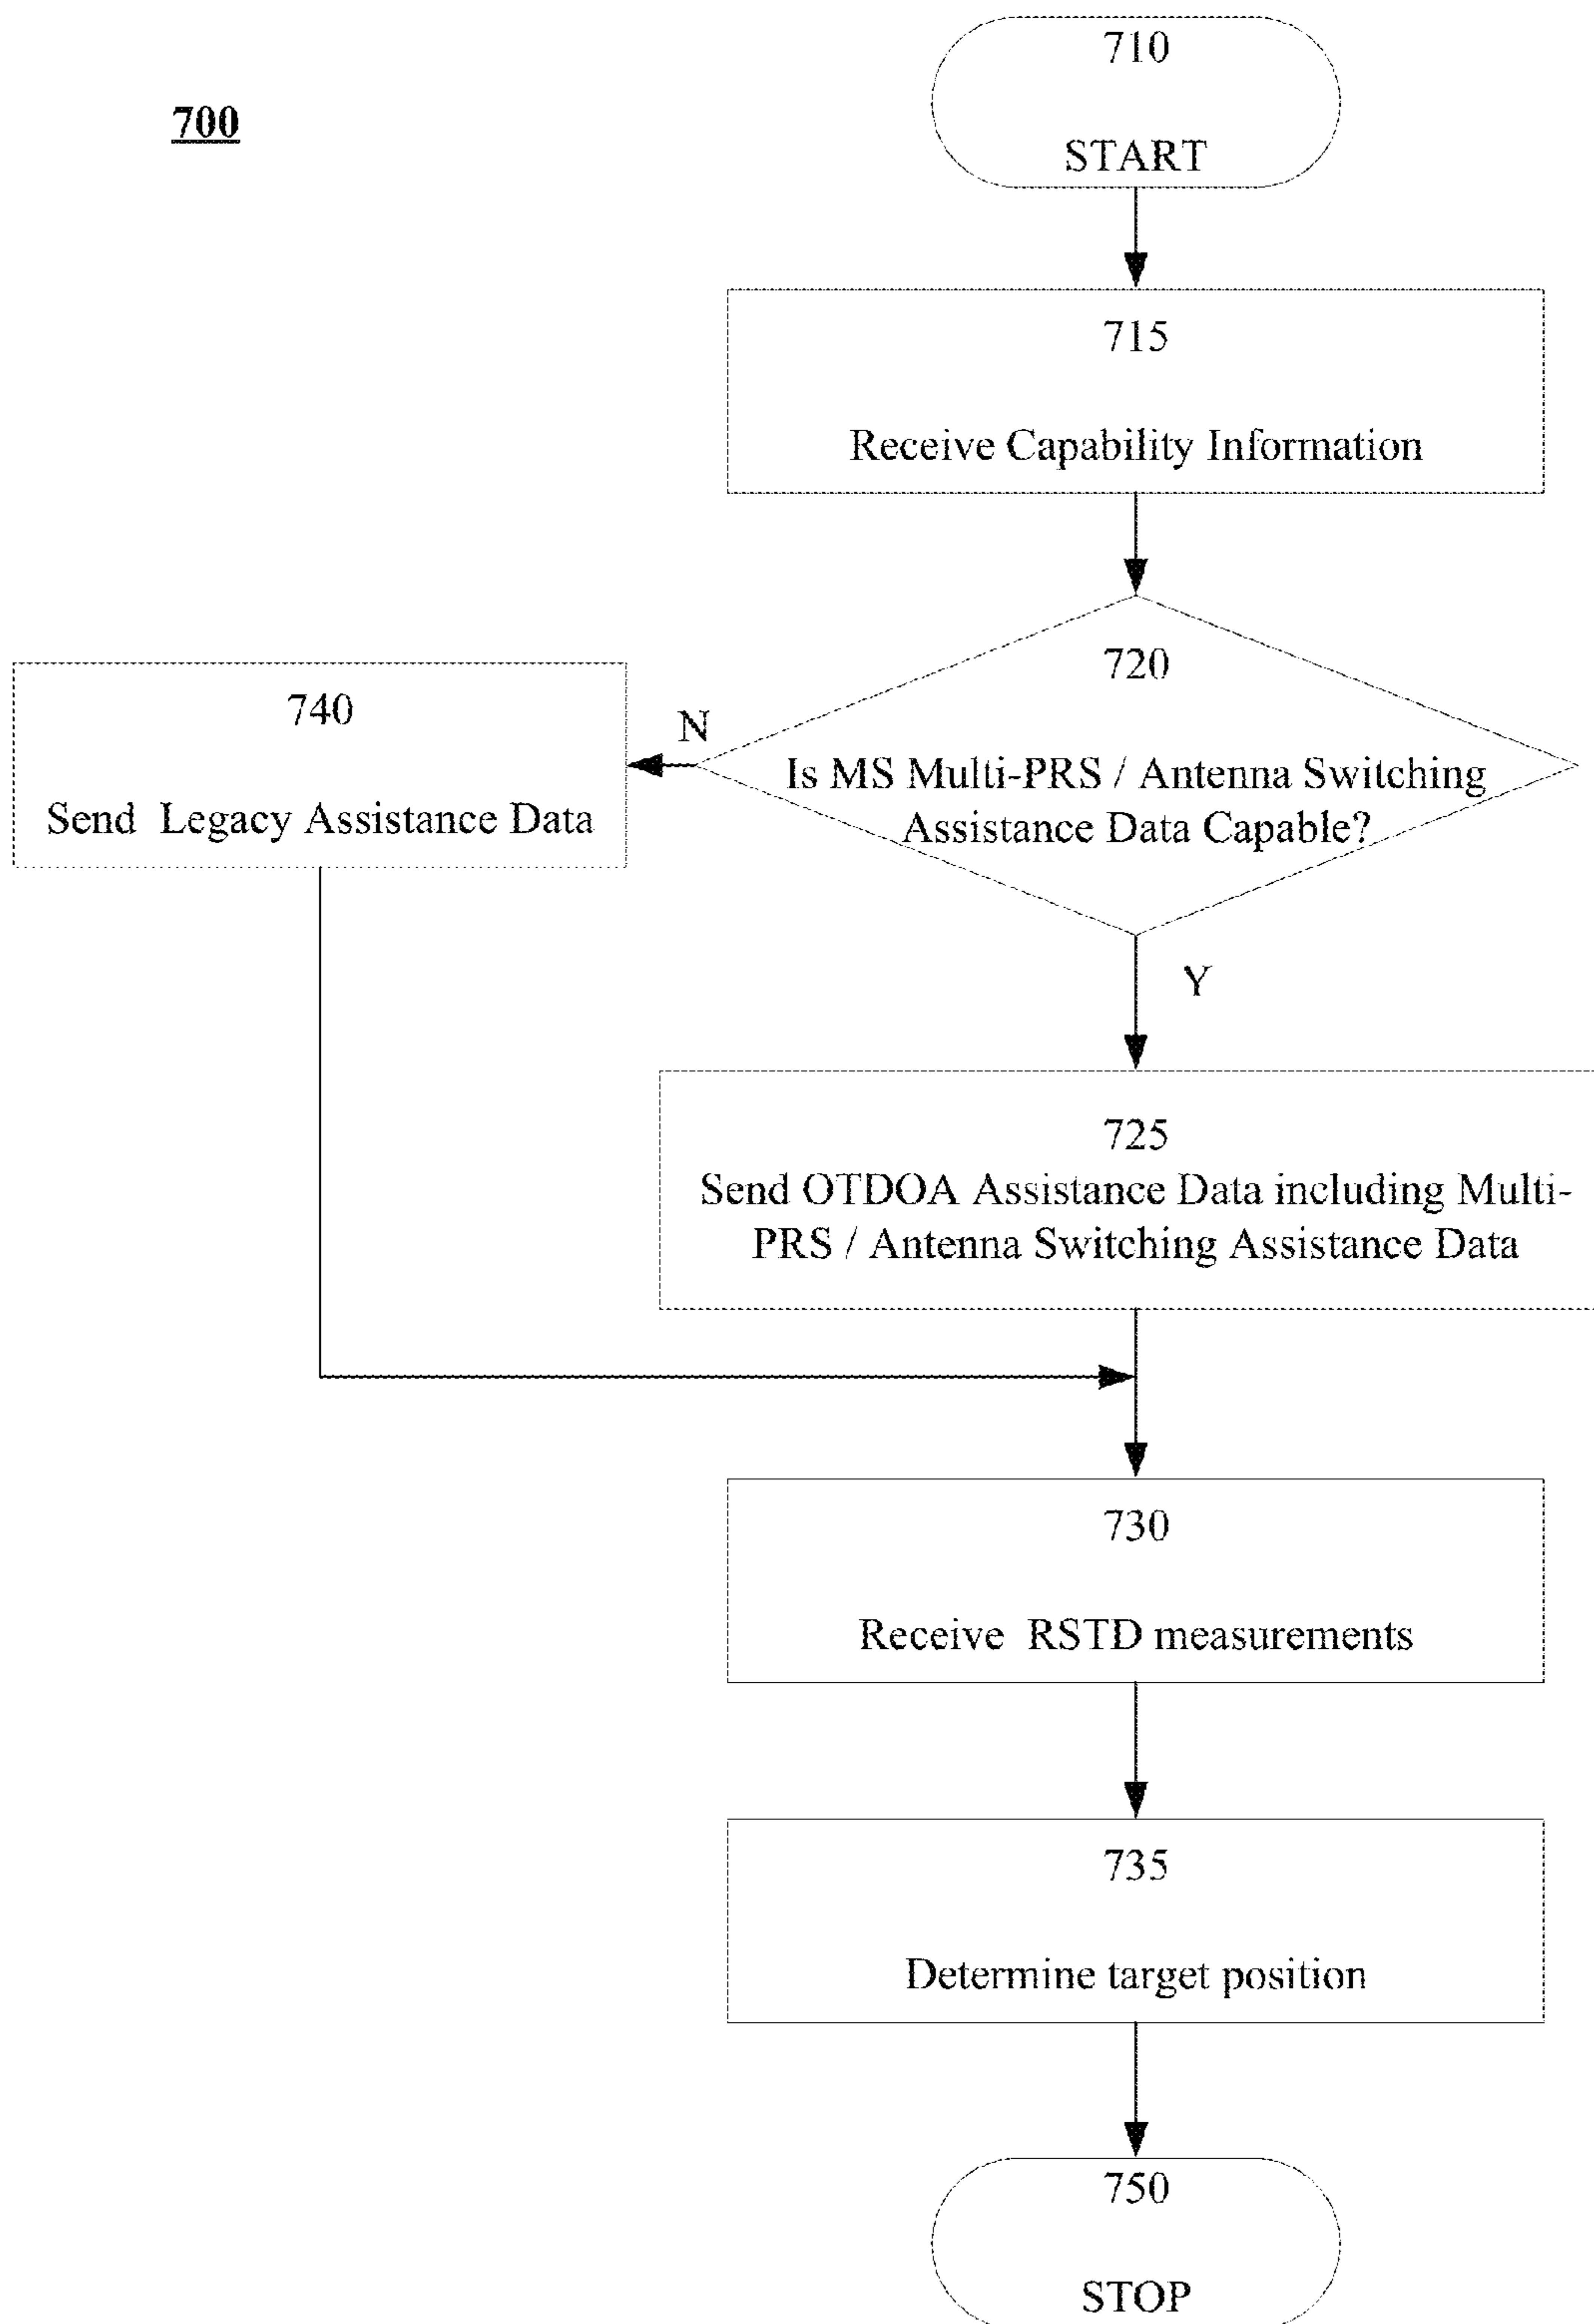 700
710
START
715
Receive Capability Information
720
Is MS Multi-PRS / Antenna Switching
Assistance Data Capable?
N
740
Send Legacy Assistance Data
Y
725
Send OTDOA Assistance Data including Multi-
PRS / Antenna Switching Assistance Data
730
Receive RSTD measurements
735
Determine target position
750
STOP